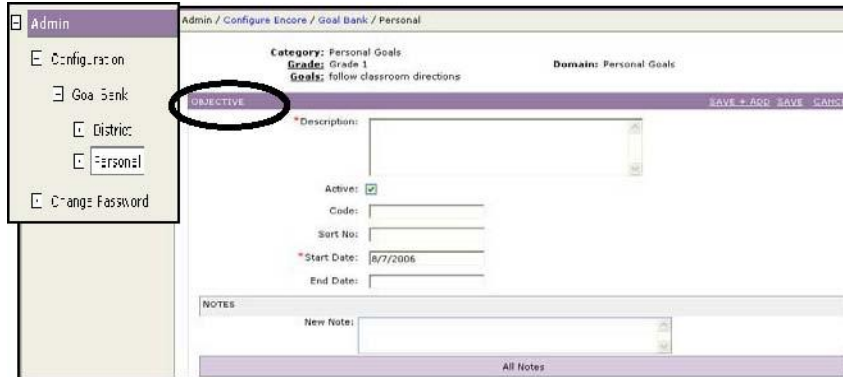 Admin
Configuration
Goal Bank
District
Personal
Change Password
Admin / Configure Encore / Goal Bank / Personal
Category: Personal Goals
Grade: Grade 1 Domain: Personal Goals
Goals: follow classroom directions
OBJECTIVE SAVE + ADD SAVE CANCE
*Description:
Active:
Code:
Sort No:
*Start Date: 8/7/2006
End Date:
NOTES
New Note:
All Notes